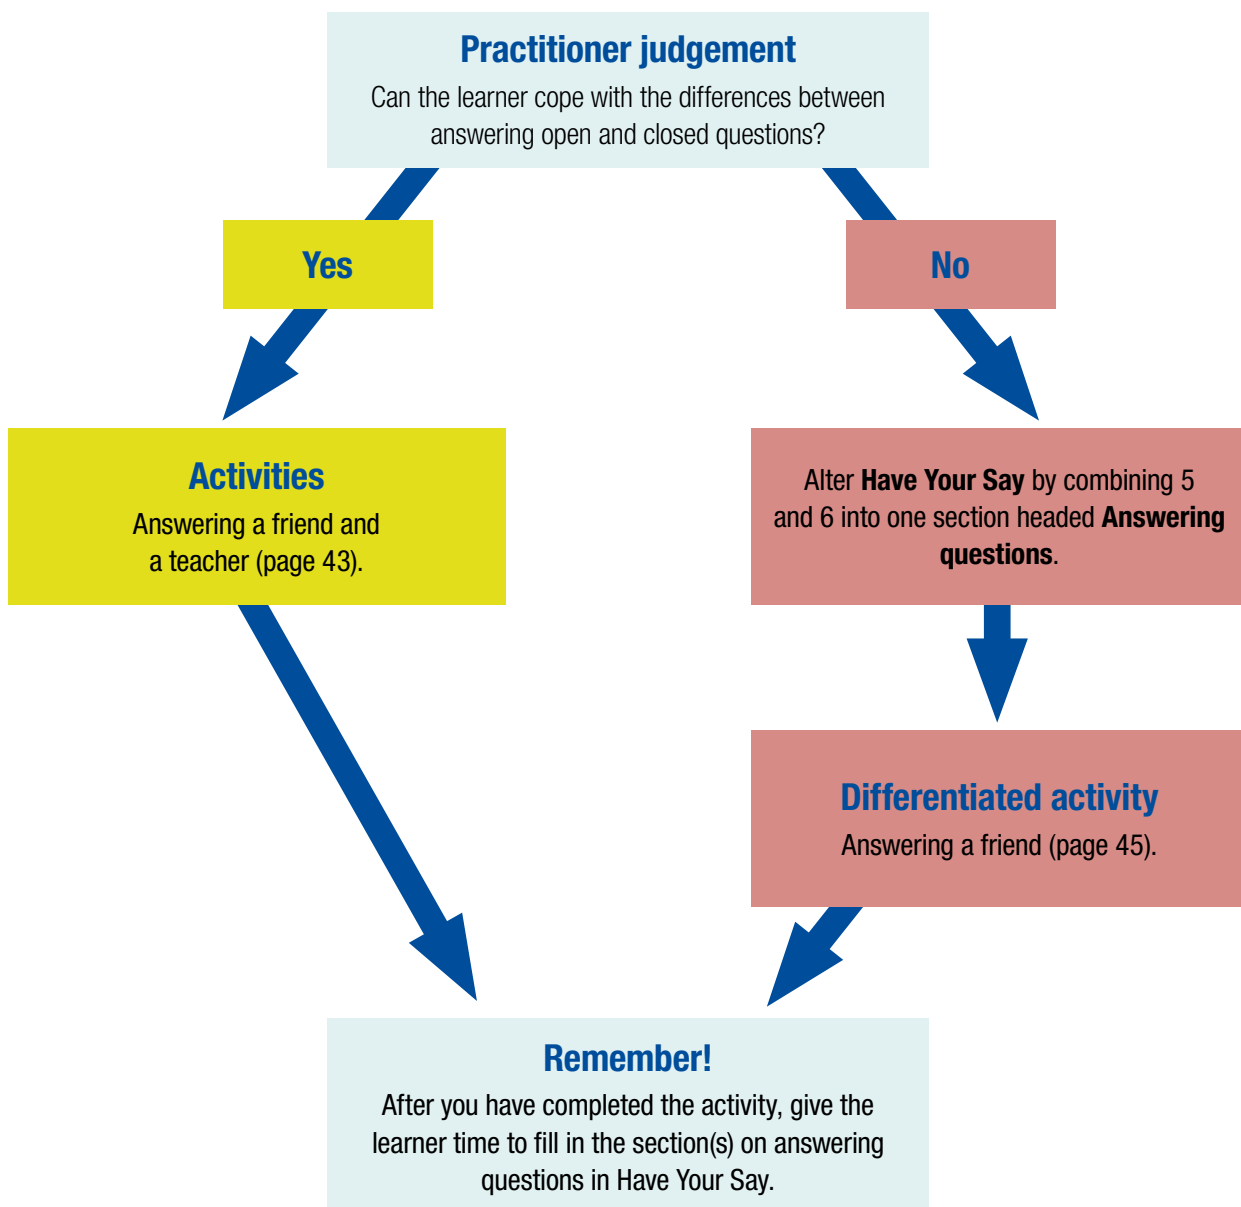 Practitioner judgement
Can the learner cope with the differences between
answering open and closed questions?
Yes
No
Activities
Answering a friend and
a teacher (page 43).
Alter Have Your Say by combining 5
and 6 into one section headed Answering
questions.
Differentiated activity
Answering a friend (page 45).
Remember!
After you have completed the activity, give the
learner time to fill in the section(s) on answering
questions in Have Your Say.